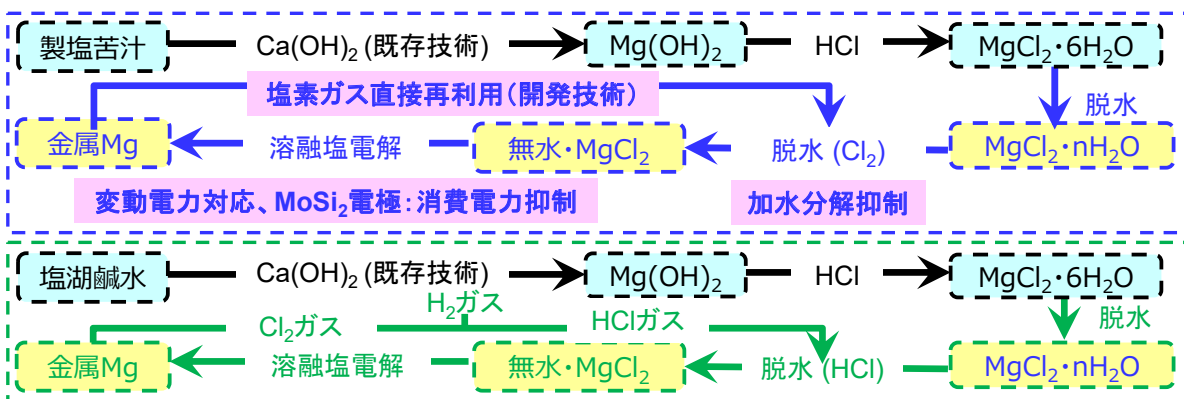 製塩苦汁 Ca(OH)₂ (既存技術) Mg(OH)₂ HCl MgCl₂・6H₂O
塩素ガス直接再利用(開発技術) 脱水
金属Mg 溶融塩電解 無水・MgCl₂ 脱水 (Cl₂) MgCl₂・nH₂O
変動電力対応、MoSi₂電極:消費電力抑制 加水分解抑制
塩湖鹹水 Ca(OH)₂ (既存技術) Mg(OH)₂ HCl MgCl₂・6H₂O
Cl₂ガス H₂ガス HClガス 脱水
金属Mg 溶融塩電解 無水・MgCl₂ 脱水 (HCl) MgCl₂・nH₂O